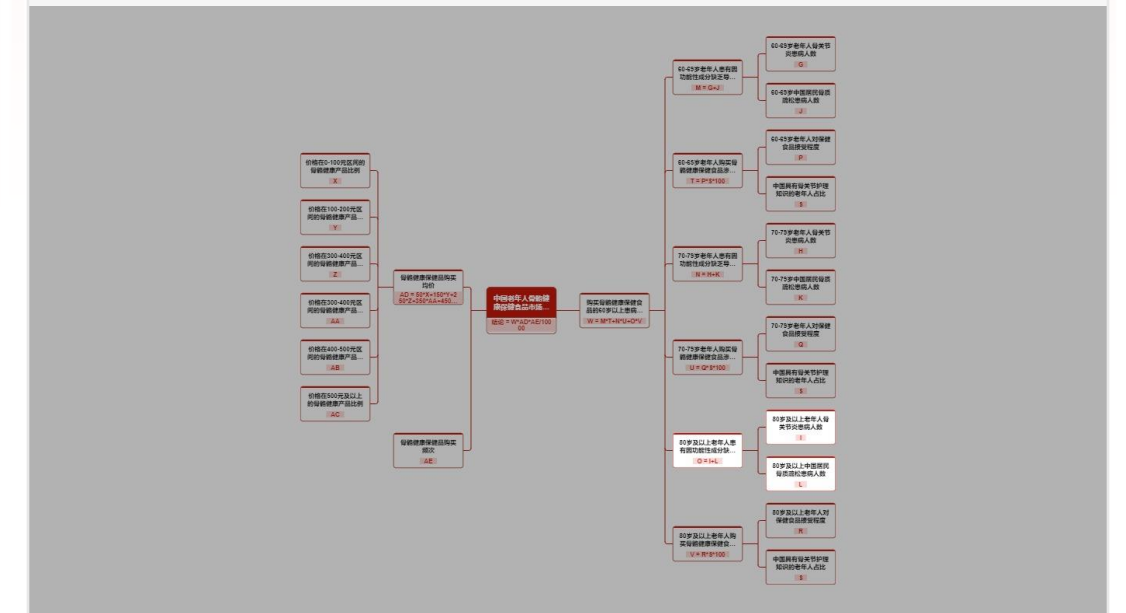 价格在0-100元区间的
骨骼健康产品比例
X
价格在100-200元区
间的骨骼健康产品...
Y
价格在300-400元区
间的骨骼健康产品...
Z
价格在300-400元区
间的骨骼健康产品...
AA
价格在400-500元区
间的骨骼健康产品...
AB
价格在500元及以上
的骨骼健康产品比例
AC
骨骼健康保健品购买
均价
AD = 50*X+150*Y+2
50*Z+350*AA+450...
骨骼健康保健品购买
频次
AE
中国老年人骨骼健
康保健食品市场...
结论 = W*AD*AE/100
00
购买骨骼健康保健食
品的60岁以上患病...
W = M*T+N*U+O*V
60-69岁老年人患有因
功能性成分缺乏导...
M = G+J
60-69岁老年人骨关节
炎患病人数
G
60-69岁中国居民骨质
疏松患病人数
J
60-69岁老年人购买骨
骼健康保健食品渗...
T = P*S*100
60-69岁老年人对保健
食品接受程度
P
中国具有骨关节护理
知识的老年人占比
S
70-79岁老年人患有因
功能性成分缺乏导...
N = H+K
70-79岁老年人骨关节
炎患病人数
H
70-79岁中国居民骨质
疏松患病人数
K
70-79岁老年人购买骨
骼健康保健食品渗...
U = Q*S*100
70-79岁老年人对保健
食品接受程度
Q
中国具有骨关节护理
知识的老年人占比
S
80岁及以上老年人患
有因功能性成分缺...
O = I+L
80岁及以上老年人骨
关节炎患病人数
I
80岁及以上中国居民
骨质疏松患病人数
L
80岁及以上老年人购
买骨骼健康保健食...
V = R*S*100
80岁及以上老年人对
保健食品接受程度
R
中国具有骨关节护理
知识的老年人占比
S